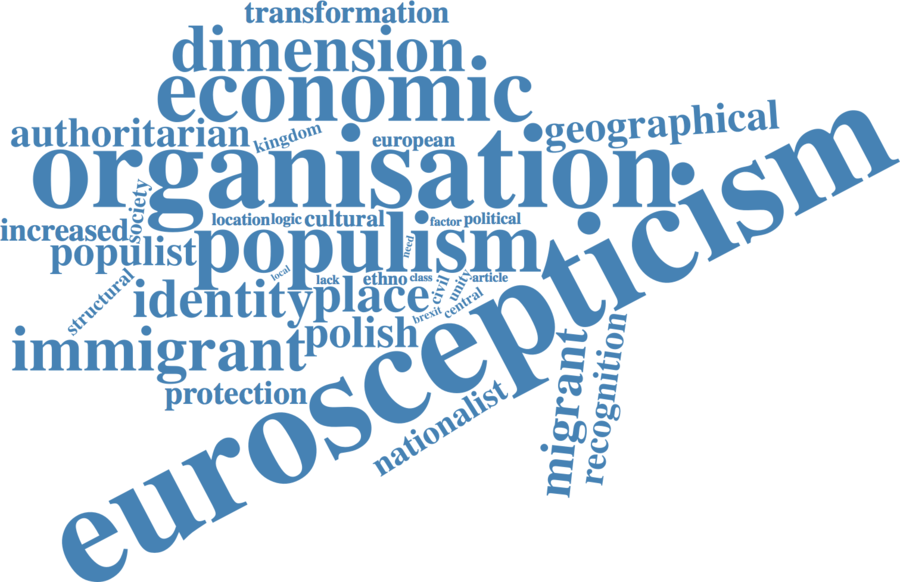 transformation
dimension
economic
authoritarian
kingdom
european
geographical
organisation
society
location
logic
cultural
factor
political
increased
populist
populism
need
structural
local
lack
ethno
class
civil
unity
article
identity
place
brexit
central
polish
immigrant
protection
euroscepticism
nationalist
migrant
recognition